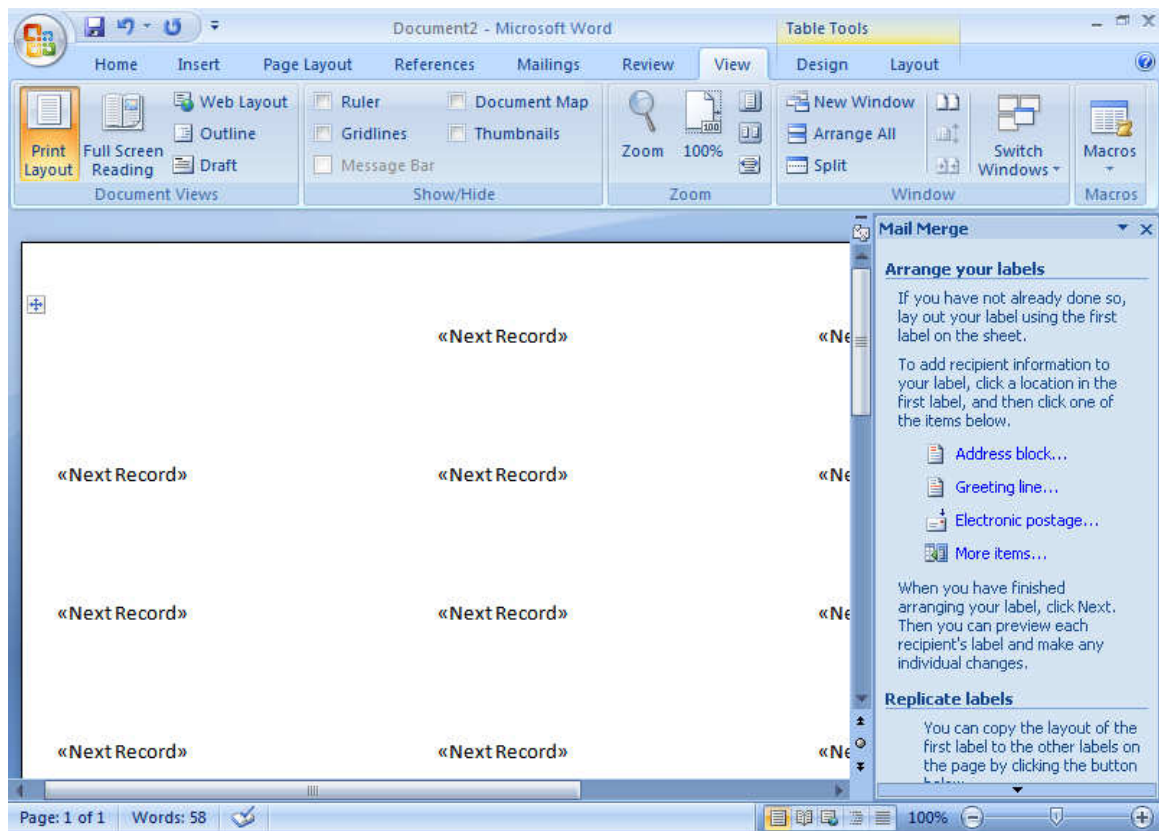 Document2 - Microsoft Word
Table Tools
Home Insert Page Layout References Mailings Review View Design Layout
Print Layout
Full Screen Reading
Web Layout
Outline
Draft
Document Views
Ruler
Gridlines
Message Bar
Document Map
Thumbnails
Show/Hide
Zoom
100
100%
Zoom
New Window
Arrange All
Split
Switch Windows
Window
Macros
Macros
«Next Record» «Ne
«Next Record» «Next Record» «Ne
«Next Record» «Next Record» «Ne
«Next Record» «Next Record» «Ne
Mail Merge
Arrange your labels
If you have not already done so,
lay out your label using the first
label on the sheet.
To add recipient information to
your label, click a location in the
first label, and then click one of
the items below.
Address block...
Greeting line...
Electronic postage...
More items...
When you have finished
arranging your label, click Next.
Then you can preview each
recipient's label and make any
individual changes.
Replicate labels
You can copy the layout of the
first label to the other labels on
the page by clicking the button
Page: 1 of 1 Words: 58 100%